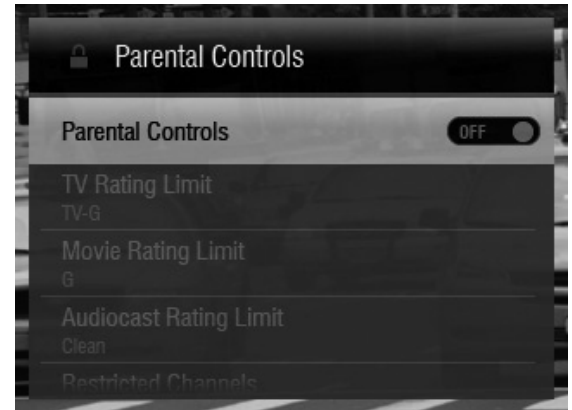 Parental Controls
Parental Controls
OFF
TV Rating Limit
TV-G
Movie Rating Limit
G
Audiocast Rating Limit
Clean
Restricted Channels